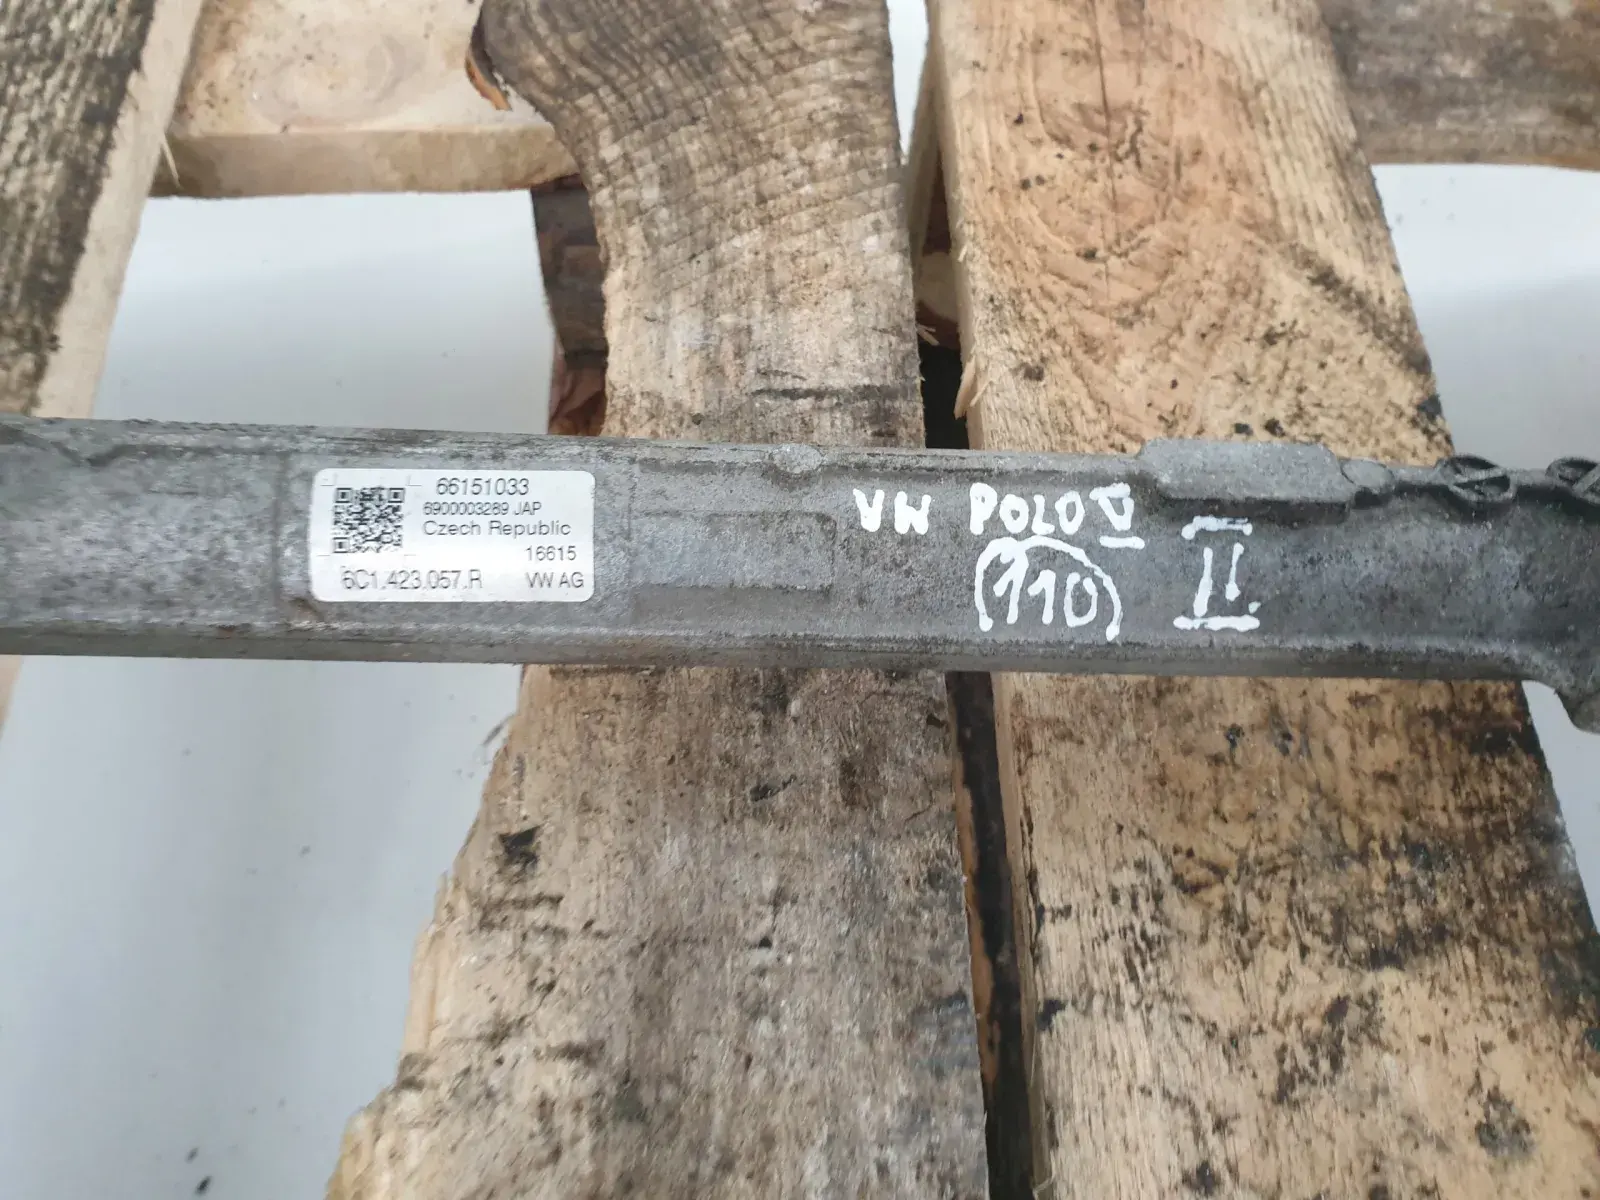 66151033
6900003289 JAP
Czech Republic
16615
6C1.423.057.R VW AG
VW POLO V
110
II